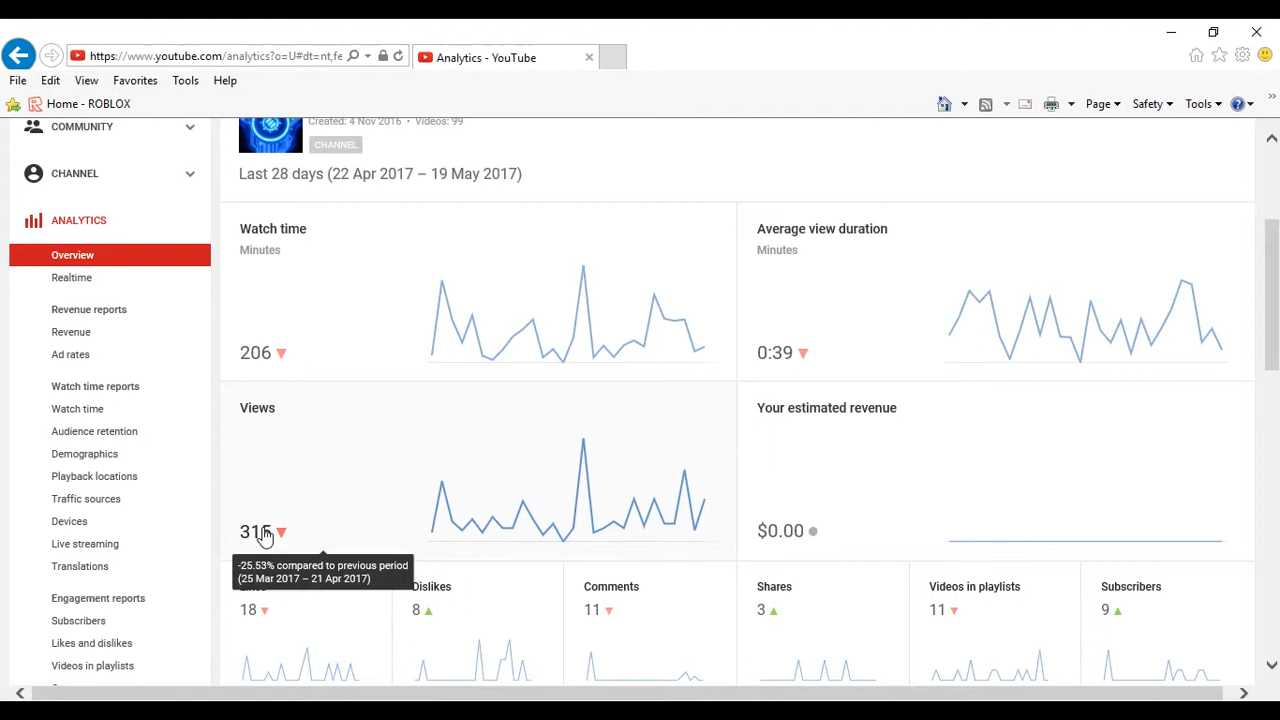 https://www.youtube.com/analytics?o=U#dt=nt,fe
Analytics - YouTube
File Edit View Favorites Tools Help
Home - ROBLOX
Page Safety Tools
COMMUNITY
Created: 4 Nov 2016 • Videos: 99
CHANNEL
CHANNEL
Last 28 days (22 Apr 2017 – 19 May 2017)
ANALYTICS
Overview
Realtime
Revenue reports
Revenue
Ad rates
Watch time reports
Watch time
Audience retention
Demographics
Playback locations
Traffic sources
Devices
Live streaming
Translations
Engagement reports
Subscribers
Likes and dislikes
Videos in playlists
Watch time
Minutes
206
Average view duration
Minutes
0:39
Views
315
-25.53% compared to previous period
(25 Mar 2017 – 21 Apr 2017)
Your estimated revenue
$0.00
Likes
18
Dislikes
8
Comments
11
Shares
3
Videos in playlists
11
Subscribers
9